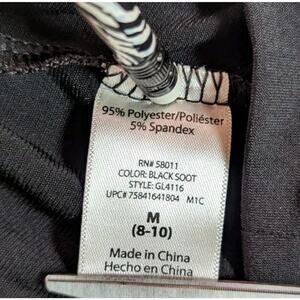 95% Polyester/Poliéster
5% Spandex
RN# 58011
COLOR: BLACK SOOT
STYLE: GL4116
UPC# 75841641804 M1C
M
(8-10)
Made in China
Hecho en China